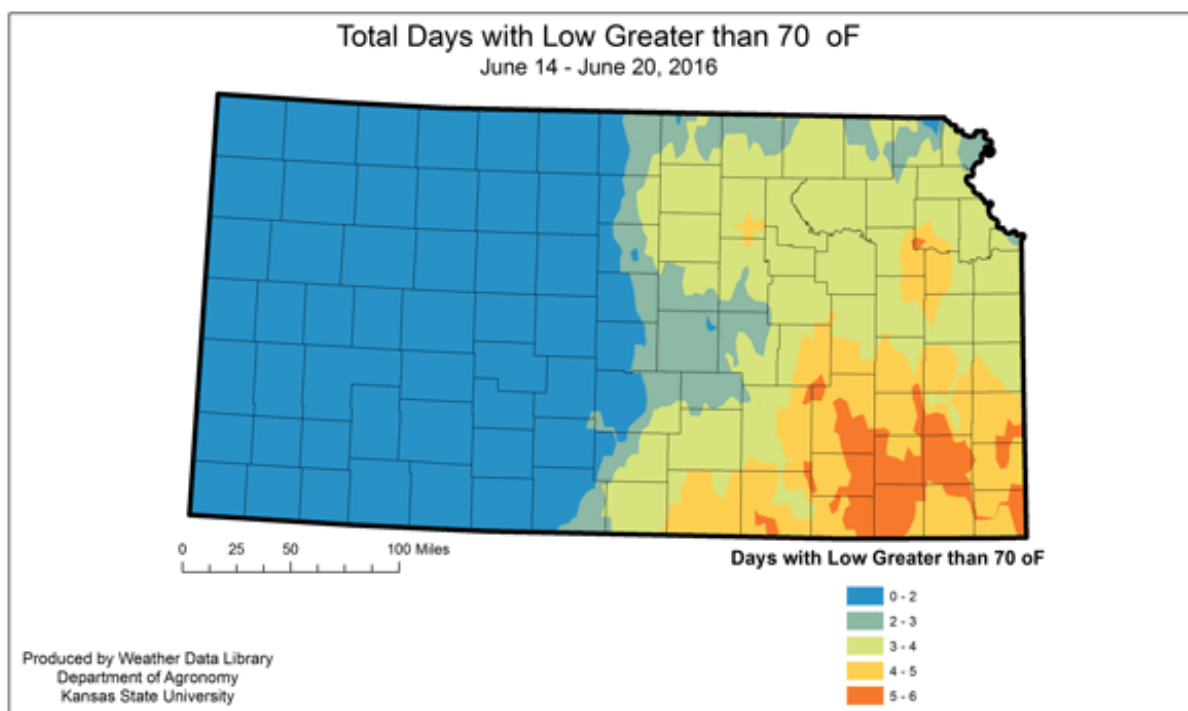 Total Days with Low Greater than 70 oF
June 14 - June 20, 2016
0 25 50 100 Miles
Days with Low Greater than 70 oF
0 - 2
2 - 3
3 - 4
4 - 5
5 - 6
Produced by Weather Data Library
Department of Agronomy
Kansas State University